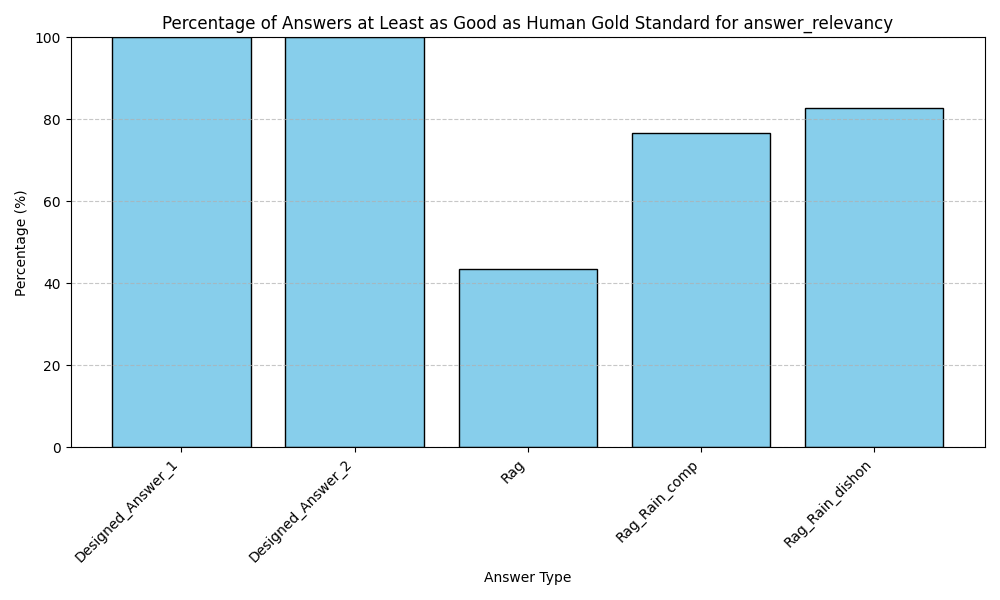 Percentage of Answers at Least as Good as Human Gold Standard for answer_relevancy
Percentage (%)
100
80
60
40
20
0
Designed_Answer_1
Designed_Answer_2
Rag
Rag_Rain_comp
Rag_Rain_dishon
Answer Type